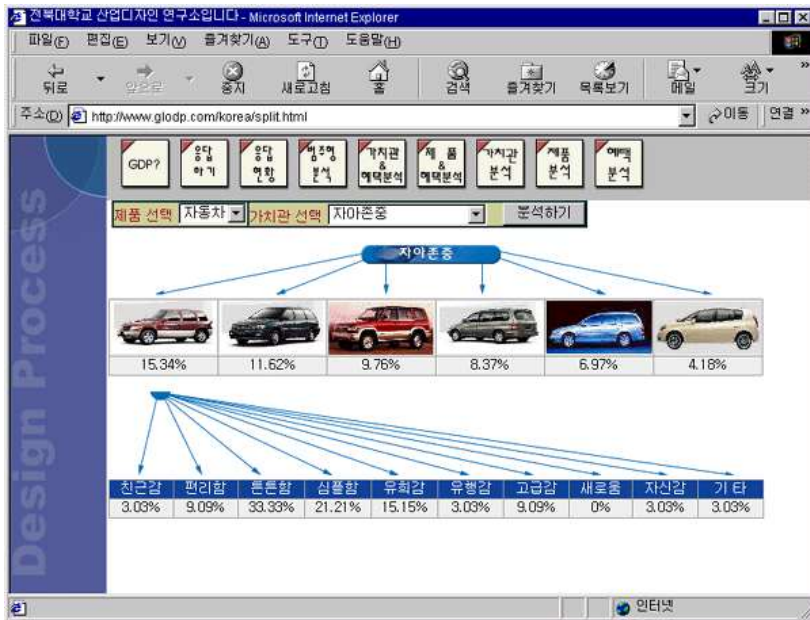 전북대학교 산업디자인 연구소입니다 - Microsoft Internet Explorer
파일(F) 편집(E) 보기(V) 즐겨찾기(A) 도구(T) 도움말(H)
뒤로 앞으로 중지 새로고침 홈 검색 즐겨찾기 목록보기 메일 크기 »
주소(D) http://www.glodp.com/korea/split.html 이동 연결 »
GDP? 응답하기 응답현황 범주형분석 가치관&혜택분석 제품&혜택분석 가치관분석 제품분석 혜택분석
제품 선택 자동차 가치관 선택 자아존중 분석하기
자아존중
15.34% 11.62% 9.76% 8.37% 6.97% 4.18%
친근감 편리함 튼튼함 심플함 유희감 유행감 고급감 새로움 자신감 기타
3.03% 9.09% 33.33% 21.21% 15.15% 3.03% 9.09% 0% 3.03% 3.03%
Design Process
인터넷